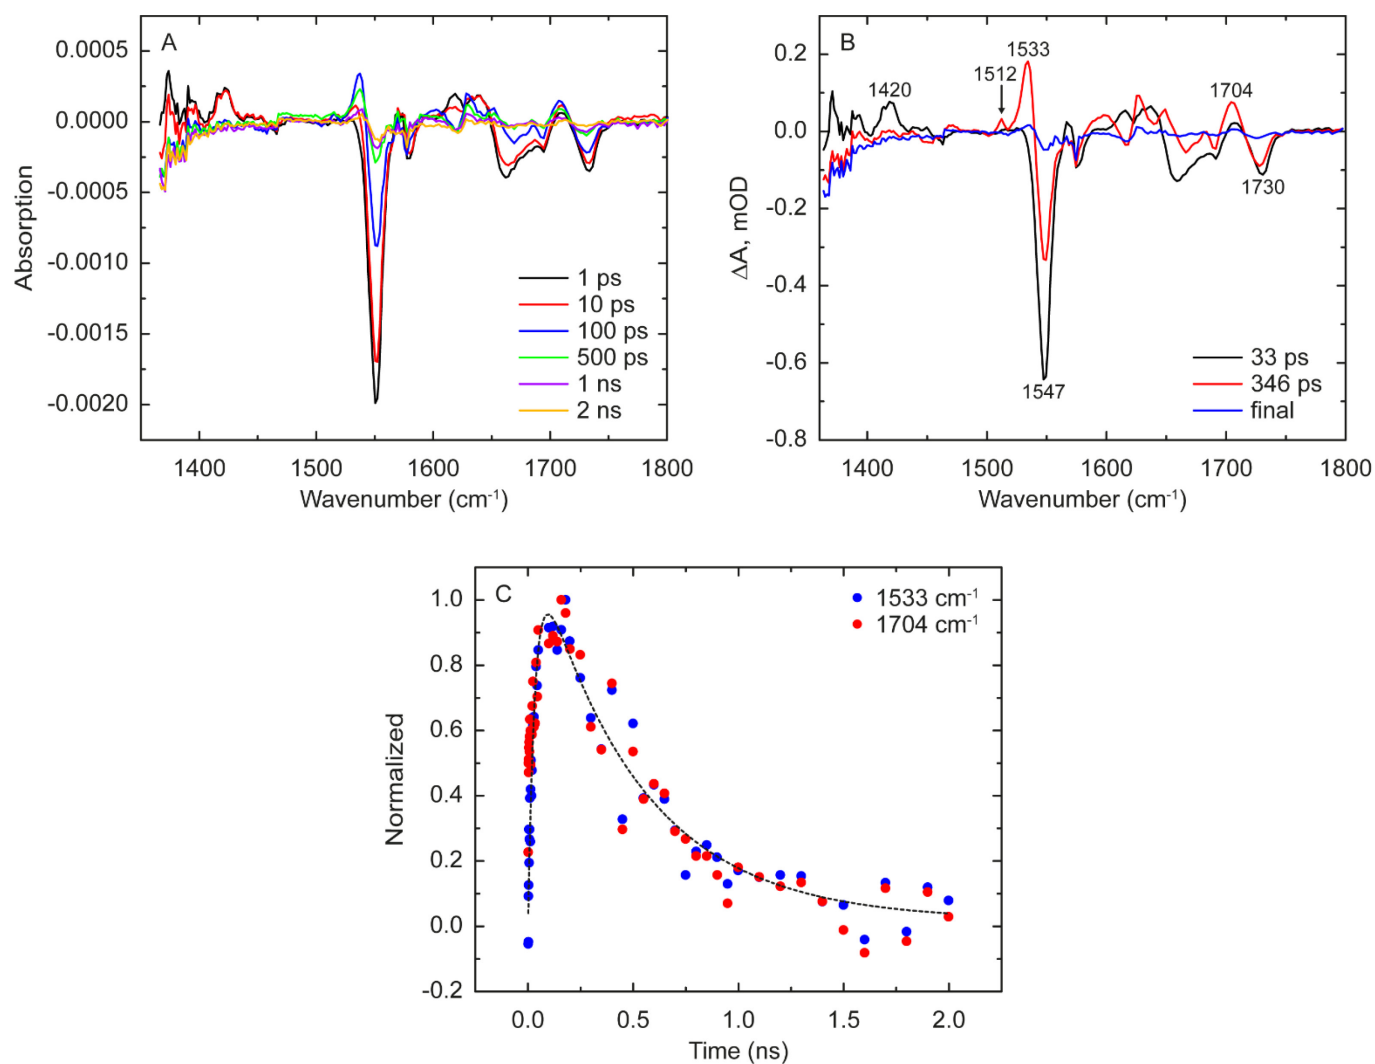 A
0.0005
0.0000
-0.0005
-0.0010
-0.0015
-0.0020
Absorption
1 ps
10 ps
100 ps
500 ps
1 ns
2 ns
1400 1500 1600 1700 1800
Wavenumber (cm⁻¹)
B
0.2
0.0
-0.2
-0.4
-0.6
-0.8
ΔA, mOD
1420
1512
1533
1704
1730
1547
33 ps
346 ps
final
1400 1500 1600 1700 1800
Wavenumber (cm⁻¹)
C
1.0
0.8
0.6
0.4
0.2
0.0
-0.2
Normalized
1533 cm⁻¹
1704 cm⁻¹
0.0 0.5 1.0 1.5 2.0
Time (ns)